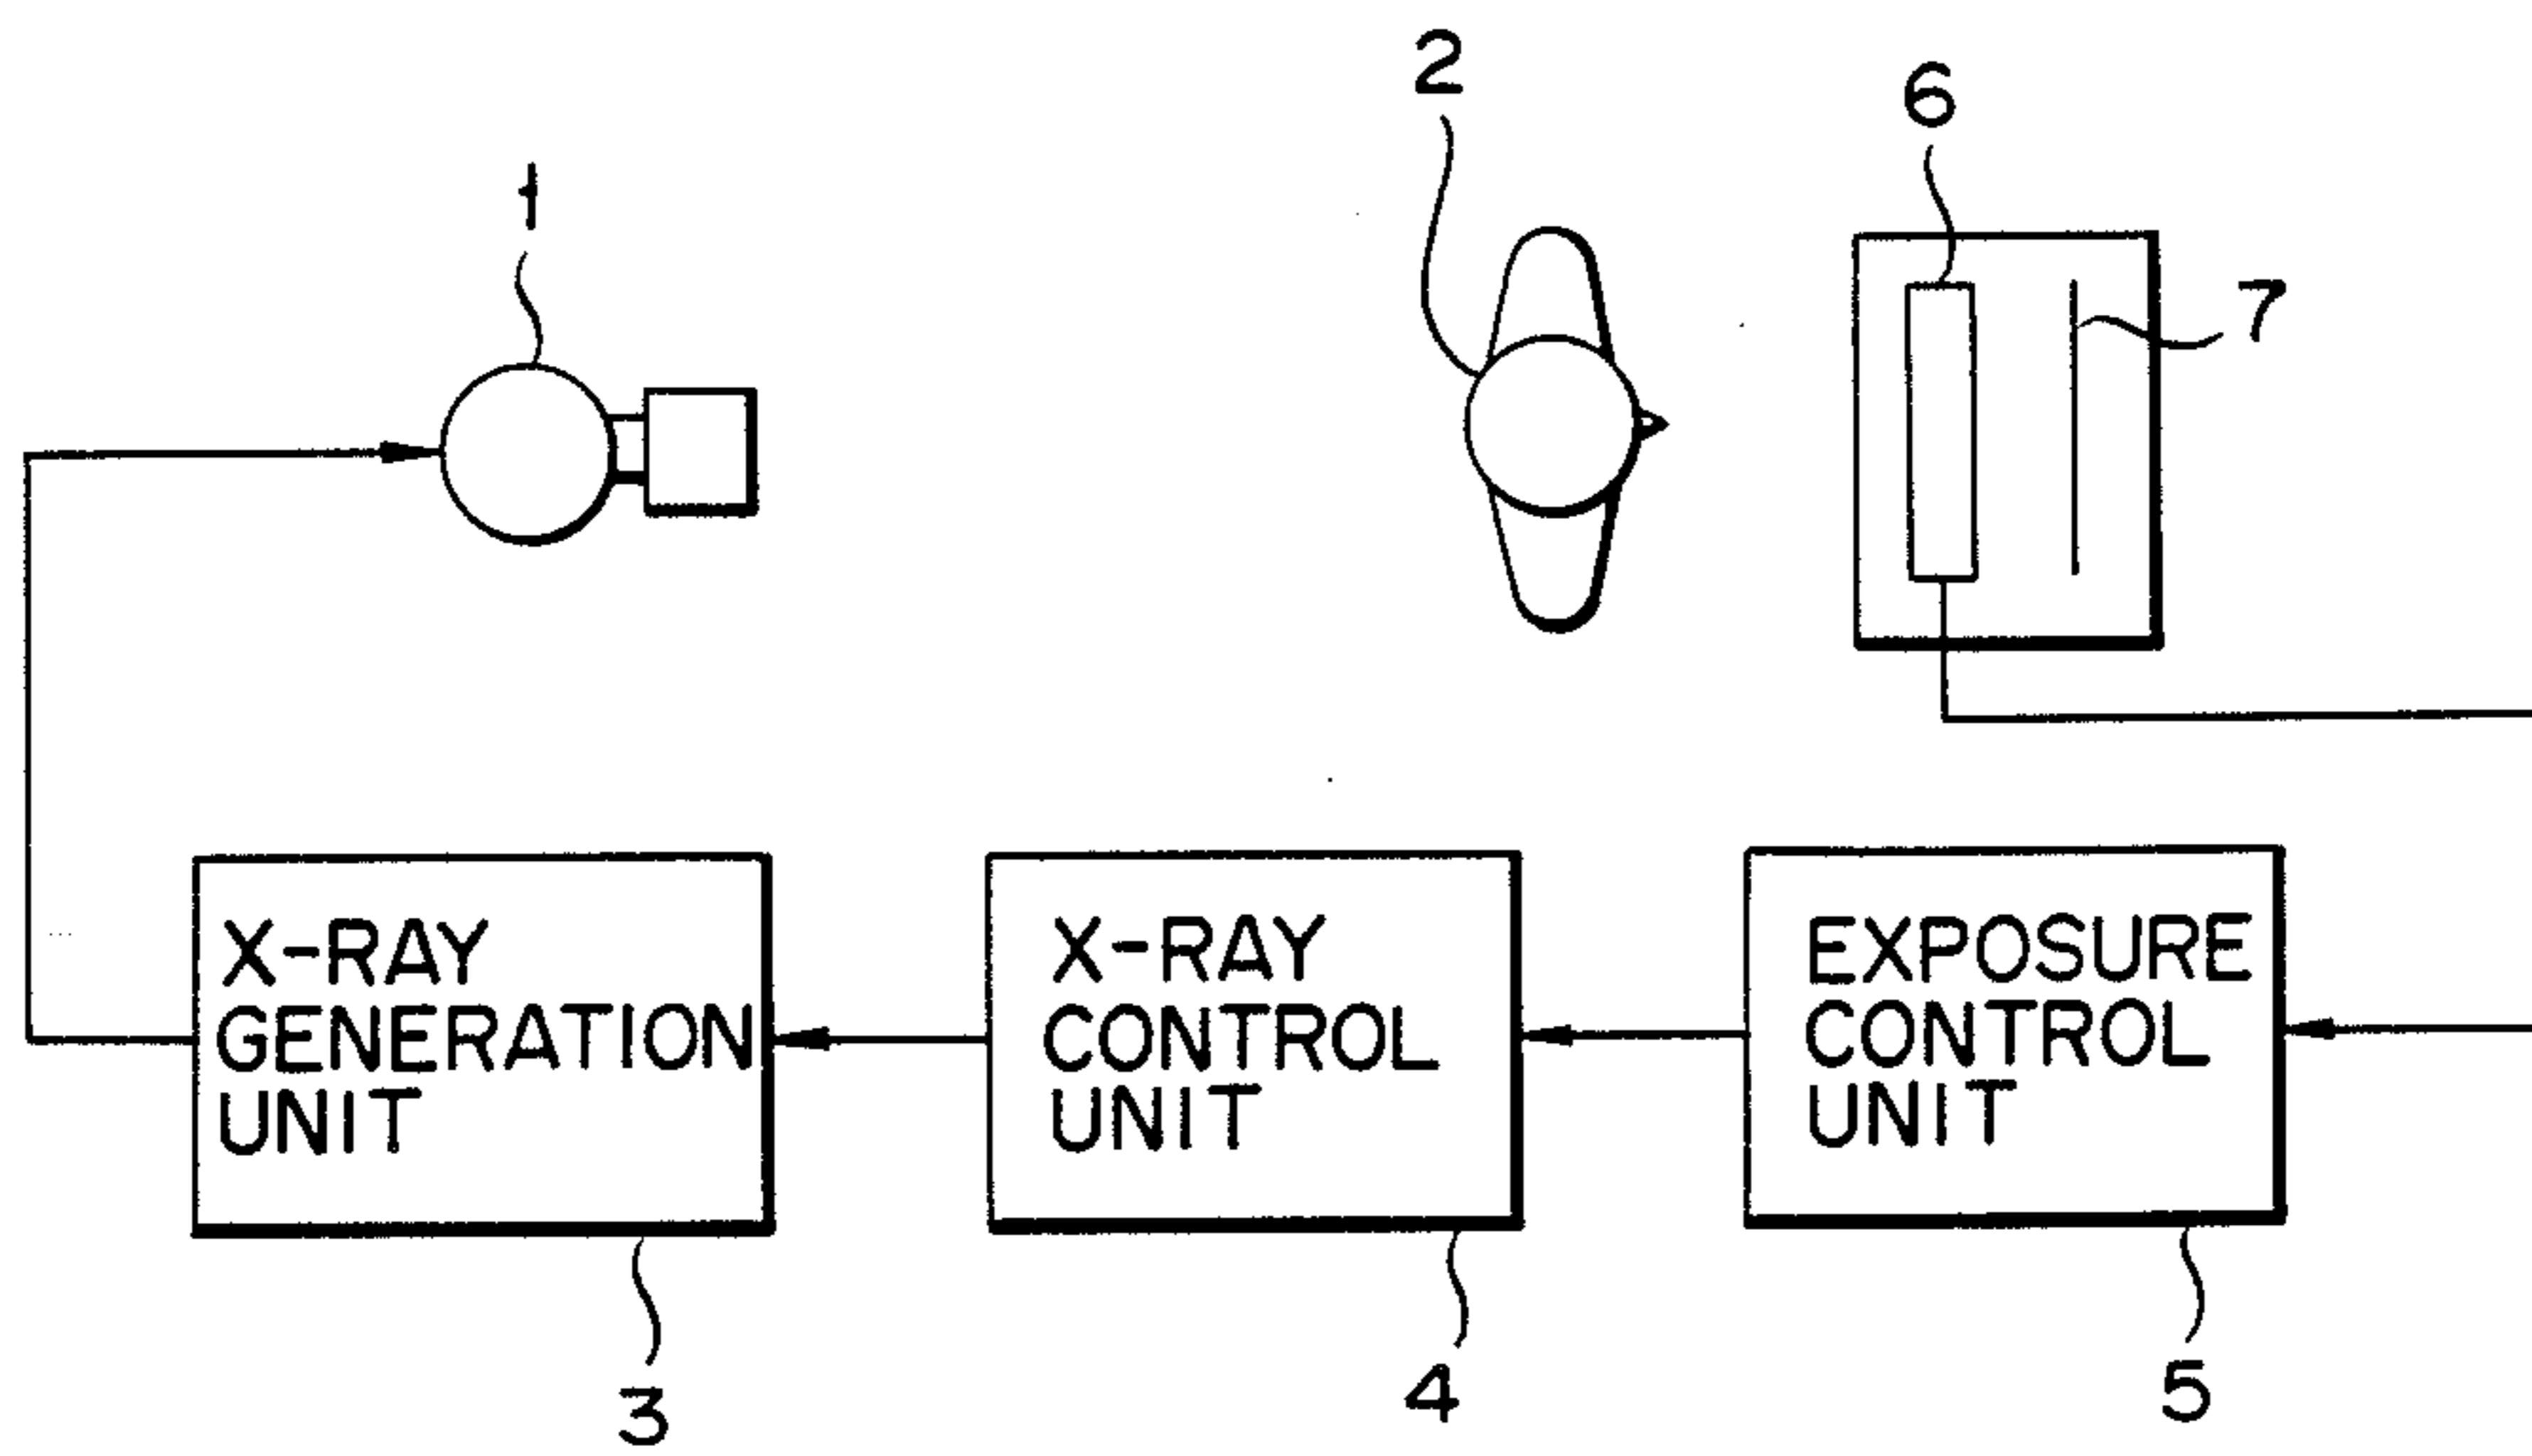 1
2
6
7
X-RAY
GENERATION
UNIT
X-RAY
CONTROL
UNIT
EXPOSURE
CONTROL
UNIT
3
4
5